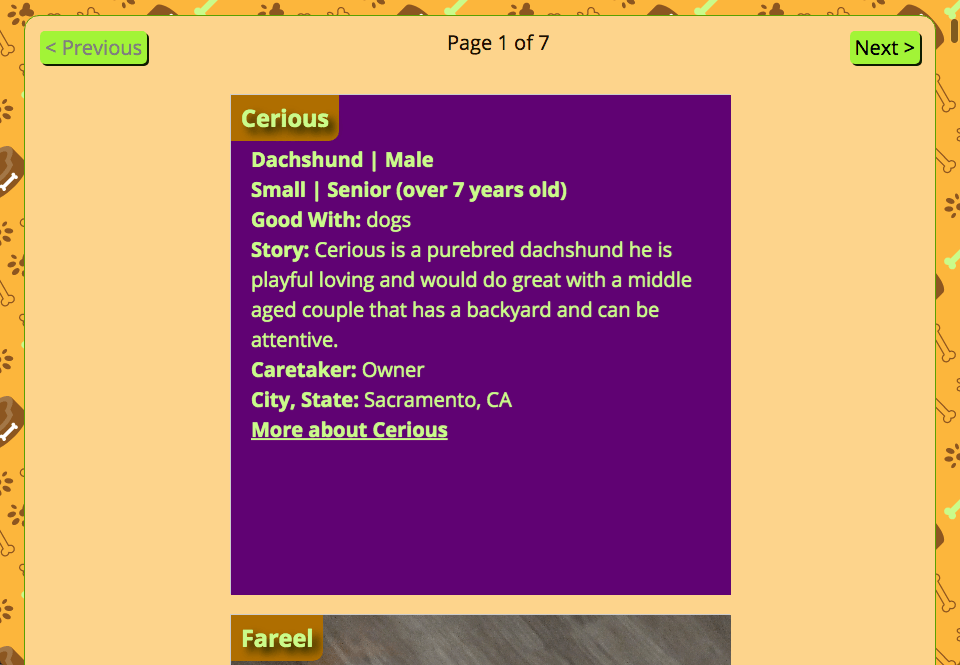 < Previous
Page 1 of 7
Next >
Cerious
Dachshund | Male
Small | Senior (over 7 years old)
Good With: dogs
Story: Cerious is a purebred dachshund he is
playful loving and would do great with a middle
aged couple that has a backyard and can be
attentive.
Caretaker: Owner
City, State: Sacramento, CA
More about Cerious
Fareel